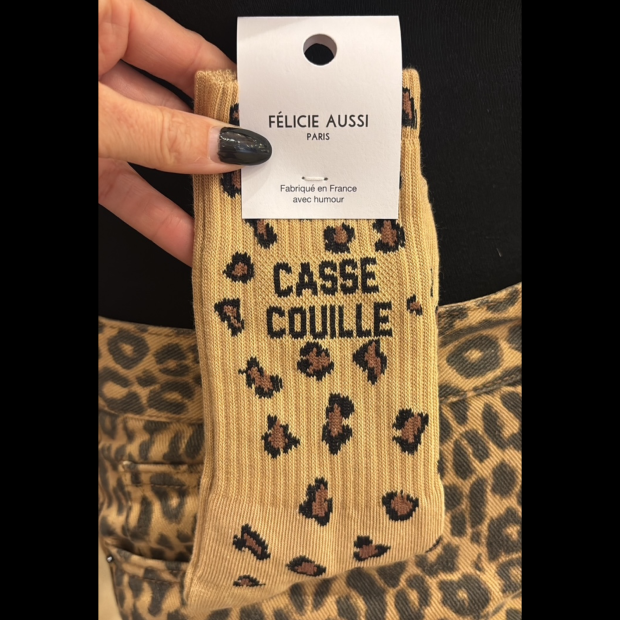 FÉLICIE AUSSI
PARIS
Fabriqué en France
avec humour
CASSE
COUILLE